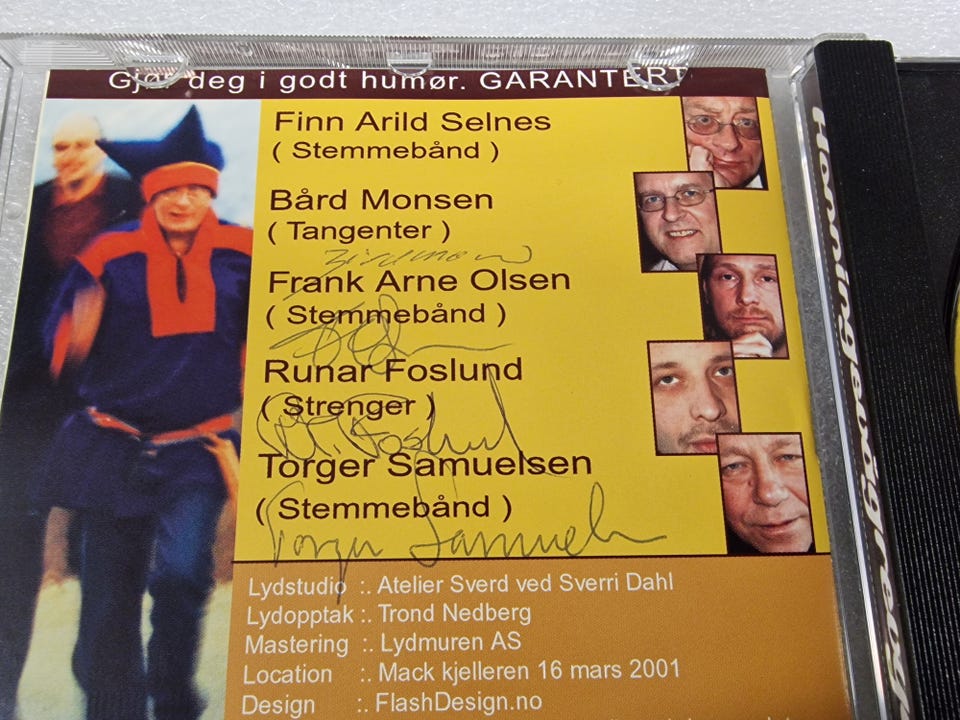 Gjør deg i godt humør. GARANTERT
Finn Arild Selnes
( Stemmebånd )
Bård Monsen
( Tangenter )
Frank Arne Olsen
( Stemmebånd )
Runar Foslund
( Strenger )
Torger Samuelsen
( Stemmebånd )
Torger Samuelsen
Lydstudio :. Atelier Sverd ved Sverri Dahl
Lydopptak :. Trond Nedberg
Mastering :. Lydmuren AS
Location :. Mack kjelleren 16 mars 2001
Design :. FlashDesign.no